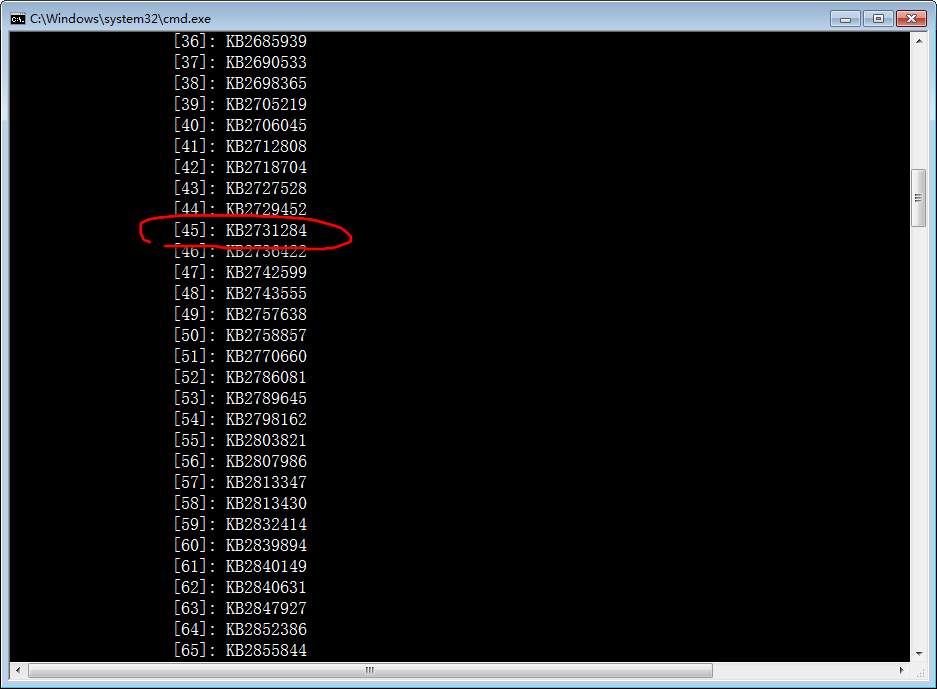 C:\Windows\system32\cmd.exe
[36]: KB2685939
[37]: KB2690533
[38]: KB2698365
[39]: KB2705219
[40]: KB2706045
[41]: KB2712808
[42]: KB2718704
[43]: KB2727528
[44]: KB2729452
[45]: KB2731284
[46]: KB2736422
[47]: KB2742599
[48]: KB2743555
[49]: KB2757638
[50]: KB2758857
[51]: KB2770660
[52]: KB2786081
[53]: KB2789645
[54]: KB2798162
[55]: KB2803821
[56]: KB2807986
[57]: KB2813347
[58]: KB2813430
[59]: KB2832414
[60]: KB2839894
[61]: KB2840149
[62]: KB2840631
[63]: KB2847927
[64]: KB2852386
[65]: KB2855844